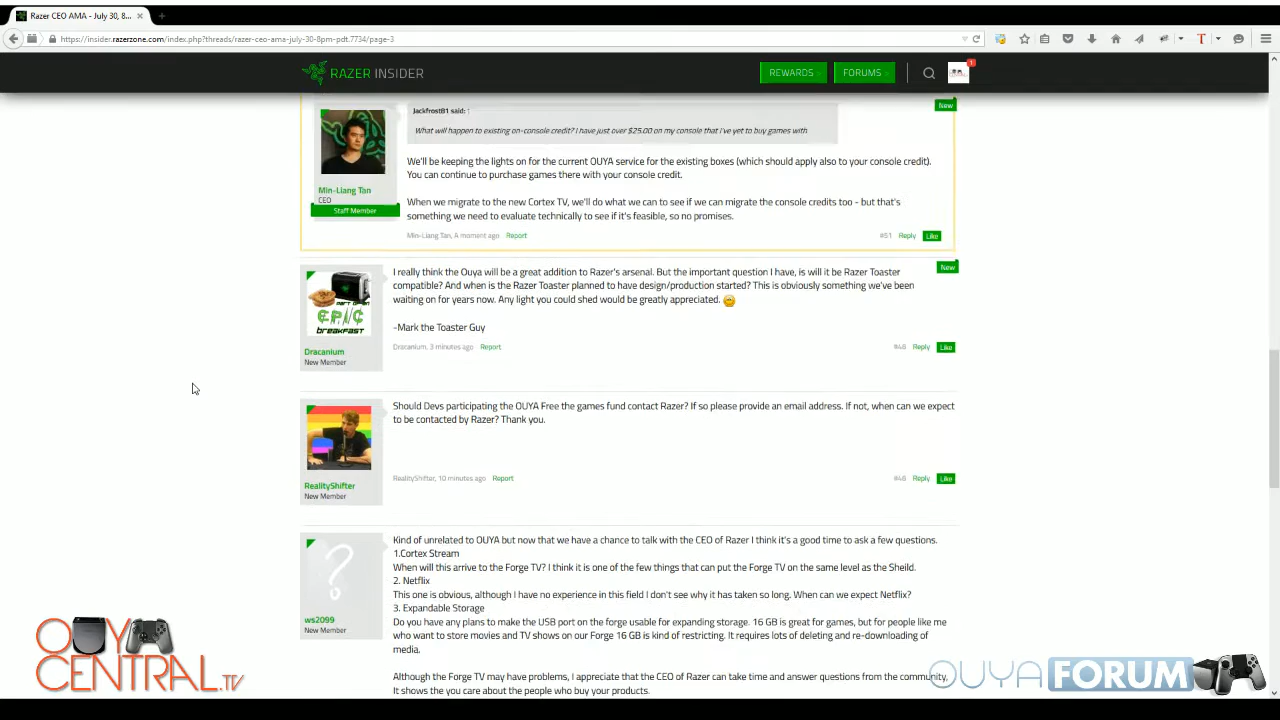 Razer CEO AMA - July 30, 8...
https://insider.razerzone.com/index.php?threads/razer-ceo-ama-july-30-8pm-pdt.7734/page-3
RAZER INSIDER
REWARDS
FORUMS
1
Jackfrost81 said: ↑
New
What will happen to existing on-console credit? I have just over $25.00 on my console that i've yet to buy games with
We'll be keeping the lights on for the current OUYA service for the existing boxes (which should apply also to your console credit).
You can continue to purchase games there with your console credit.
Min-Liang Tan
CEO
Staff Member
When we migrate to the new Cortex TV, we'll do what we can to see if we can migrate the console credits too - but that's
something we need to evaluate technically to see if it's feasible, so no promises.
Min-Liang Tan, A moment ago Report
#51 Reply Like
New
I really think the Ouya will be a great addition to Razer's arsenal. But the important question I have, is will it be Razer Toaster
compatible? And when is the Razer Toaster planned to have design/production started? This is obviously something we've been
waiting on for years now. Any light you could shed would be greatly appreciated.
-Mark the Toaster Guy
EPIC
breakfast
Dracanium
New Member
Dracanium, 3 minutes ago Report
#48 Reply Like
Should Devs participating the OUYA Free the games fund contact Razer? If so please provide an email address. If not, when can we expect
to be contacted by Razer? Thank you.
RealityShifter
New Member
RealityShifter, 10 minutes ago Report
#46 Reply Like
Kind of unrelated to OUYA but now that we have a chance to talk with the CEO of Razer I think it's a good time to ask a few questions.
1.Cortex Stream
When will this arrive to the Forge TV? I think it is one of the few things that can put the Forge TV on the same level as the Sheild.
2. Netflix
This one is obvious, although I have no experience in this field I don't see why it has taken so long. When can we expect Netflix?
3. Expandable Storage
Do you have any plans to make the USB port on the forge usable for expanding storage. 16 GB is great for games, but for people like me
who want to store movies and TV shows on our Forge 16 GB is kind of restricting. It requires lots of deleting and re-downloading of
media.
ws2099
New Member
Although the Forge TV may have problems, I appreciate that the CEO of Razer can take time and answer questions from the community,
It shows the you care about the people who buy your products.
OUYA
CENTRAL.TV
OUYAFORUM